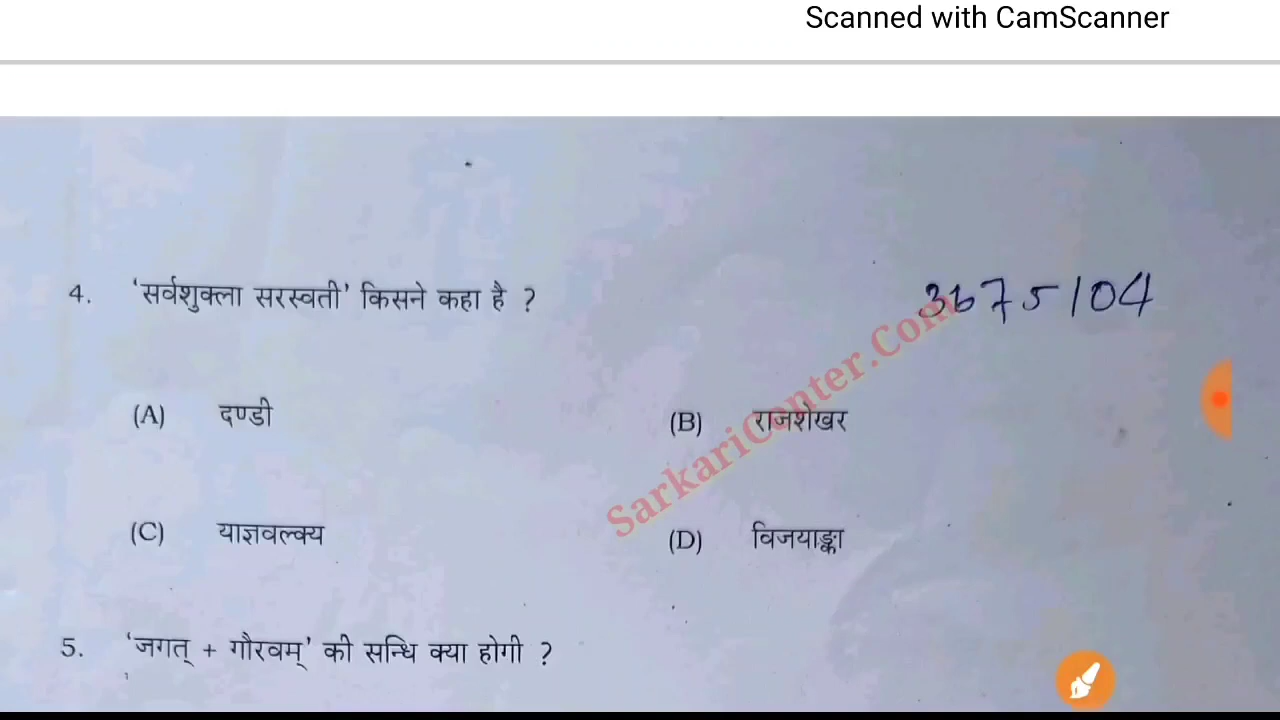 Scanned with CamScanner
3675104
4. 'सर्वशुक्ला सरस्वती' किसने कहा है ?
(A) दण्डी (B) राजशेखर
SarkariCenter.Com
(C) याज्ञवल्क्य (D) विजयाङ्का
5. 'जगत् + गौरवम्' की सन्धि क्या होगी ?